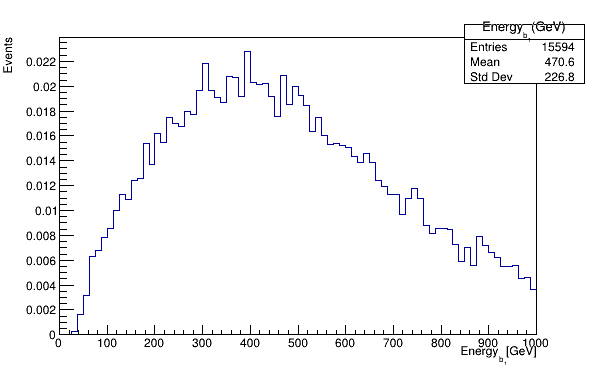 Energy_b_1(GeV)
Entries 15594
Mean 470.6
Std Dev 226.8
Events
0.022
0.02
0.018
0.016
0.014
0.012
0.01
0.008
0.006
0.004
0.002
0
0 100 200 300 400 500 600 700 800 900 1000
Energy_b_1[GeV]